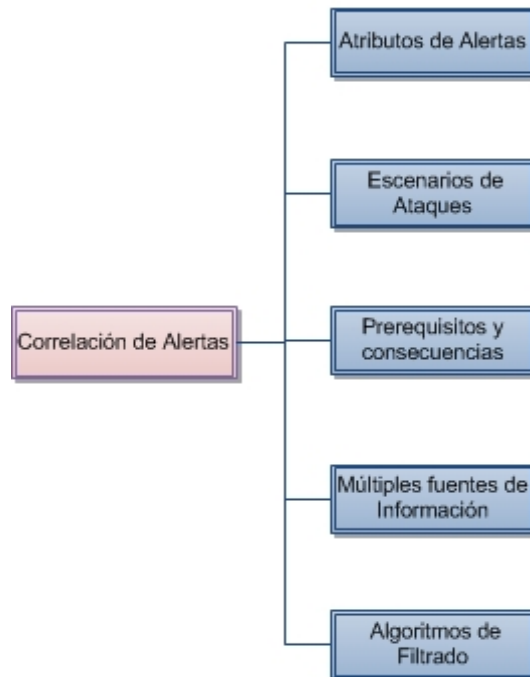 Atributos de Alertas
Escenarios de
Ataques
Correlación de Alertas
Prerequisitos y
consecuencias
Múltiples fuentes de
Información
Algoritmos de
Filtrado